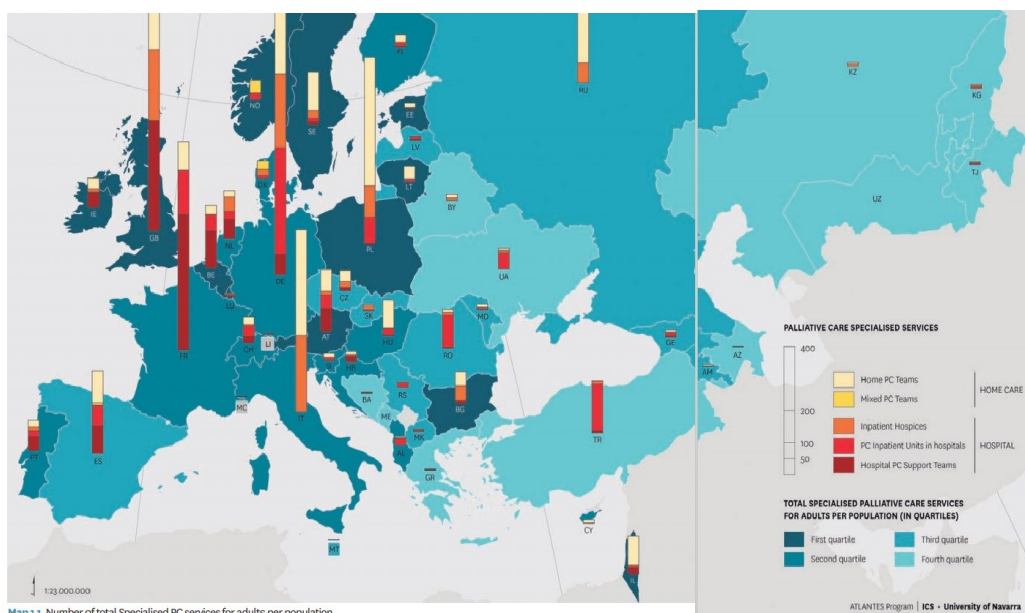 FI
NO
SE
RU
KZ
KG
EE
LV
DK
LT
TJ
IE
BY
UZ
GB
NL
PL
BE
DE
UA
LU
CZ
SK
MD
FR
CH
LI
AT
HU
RO
GE
AZ
SI
HR
AM
MC
BA
RS
BG
IT
ME
PT
ES
AL
MK
TR
GR
CY
MT
IL
PALLIATIVE CARE SPECIALISED SERVICES
400
200
100
50
Home PC Teams
Mixed PC Teams
HOME CARE
Inpatient Hospices
PC Inpatient Units in hospitals
Hospital PC Support Teams
HOSPITAL
TOTAL SPECIALISED PALLIATIVE CARE SERVICES
FOR ADULTS PER POPULATION (IN QUARTILES)
First quartile
Second quartile
Third quartile
Fourth quartile
1:23.000.000
ATLANTES Program | ICS · University of Navarra
Number of total Specialised PC services for adults per population